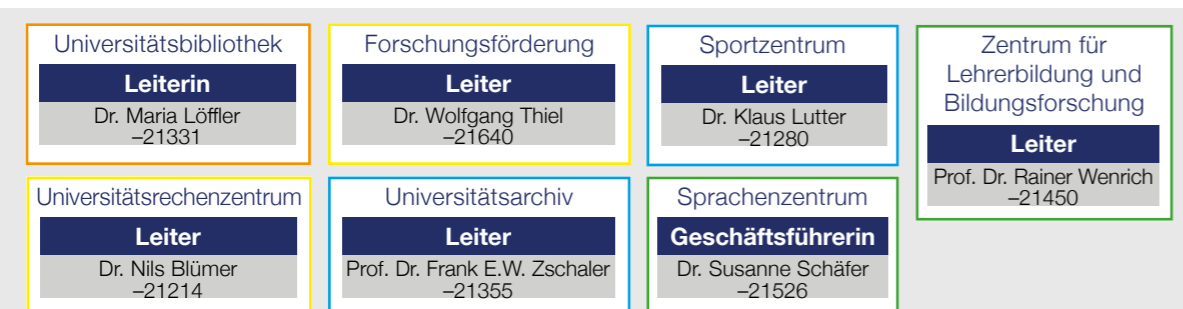 Universitätsbibliothek
Leiterin
Dr. Maria Löffler
–21331
Forschungsförderung
Leiter
Dr. Wolfgang Thiel
–21640
Sportzentrum
Leiter
Dr. Klaus Lutter
–21280
Zentrum für
Lehrerbildung und
Bildungsforschung
Leiter
Prof. Dr. Rainer Wenrich
–21450
Universitätsrechenzentrum
Leiter
Dr. Nils Blümer
–21214
Universitätsarchiv
Leiter
Prof. Dr. Frank E.W. Zschaler
–21355
Sprachenzentrum
Geschäftsführerin
Dr. Susanne Schäfer
–21526